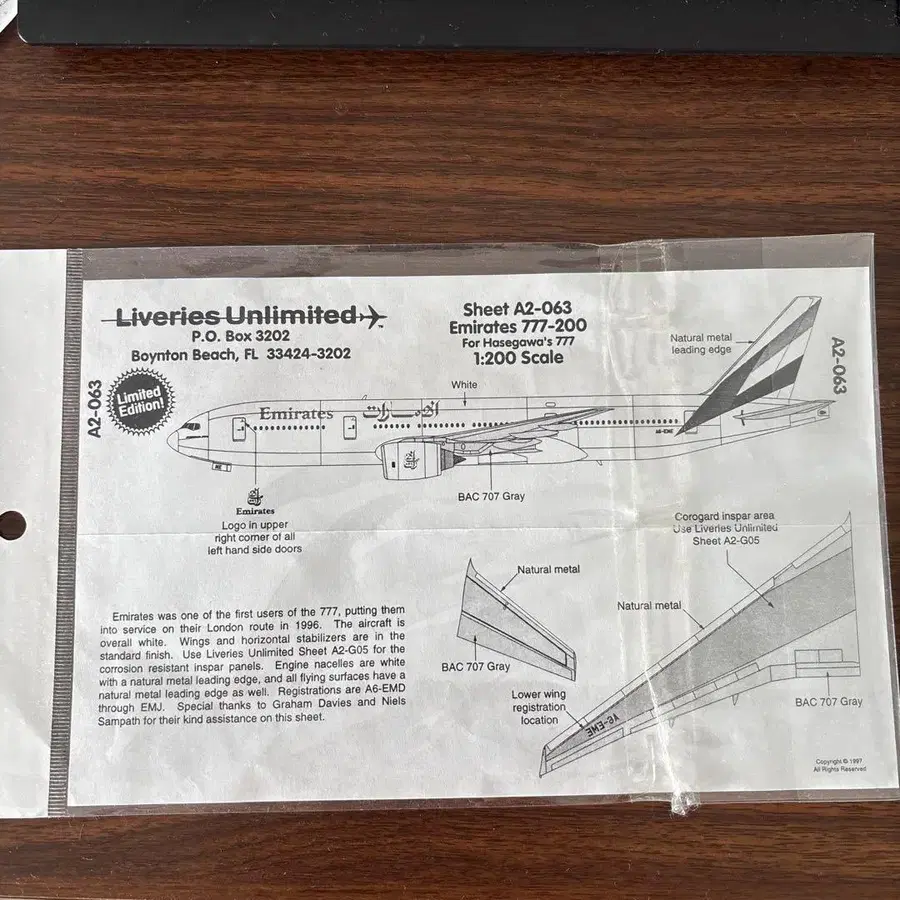 Liveries Unlimited
P.O. Box 3202
Boynton Beach, FL 33424-3202
Sheet A2-063
Emirates 777-200
For Hasegawa's 777
1:200 Scale
A2-063
Limited
Edition!
A2-063
Natural metal
leading edge
White
Emirates
الإمارات
A6-EME
ME
BAC 707 Gray
Emirates
Logo in upper
right corner of all
left hand side doors
Corogard inspar area
Use Liveries Unlimited
Sheet A2-G05
Natural metal
Natural metal
BAC 707 Gray
Lower wing
registration
location
A6-EME
BAC 707 Gray
Emirates was one of the first users of the 777, putting them
into service on their London route in 1996. The aircraft is
overall white. Wings and horizontal stabilizers are in the
standard finish. Use Liveries Unlimited Sheet A2-G05 for the
corrosion resistant inspar panels. Engine nacelles are white
with a natural metal leading edge, and all flying surfaces have a
natural metal leading edge as well. Registrations are A6-EMD
through EMJ. Special thanks to Graham Davies and Niels
Sampath for their kind assistance on this sheet.
Copyright © 1997
All Rights Reserved